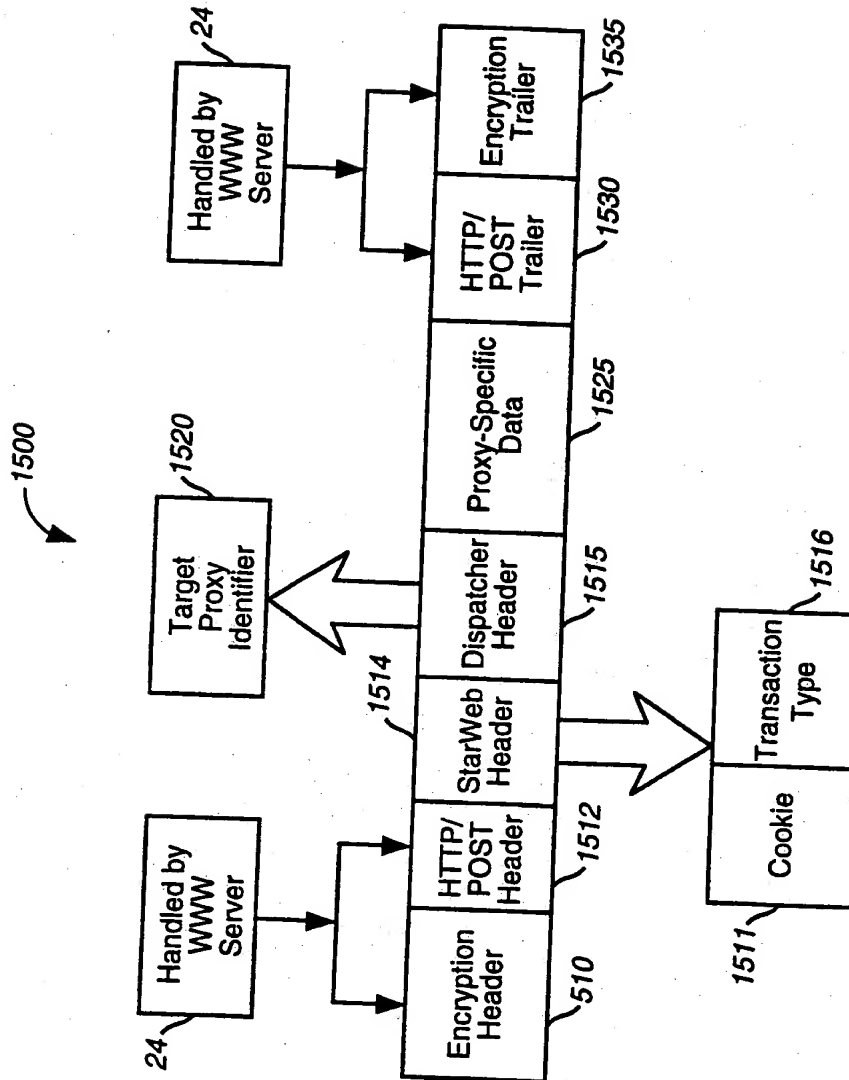 1500
24
Handled by
WWW
Server
1520
Target
Proxy
Identifier
24
Handled by
WWW
Server
1514
Encryption
Header
HTTP/
POST
Header
StarWeb
Header
Dispatcher
Header
Proxy-Specific
Data
HTTP/
POST
Trailer
Encryption
Trailer
510
1512
1515
1525
1530
1535
Cookie
Transaction
Type
1511
1516